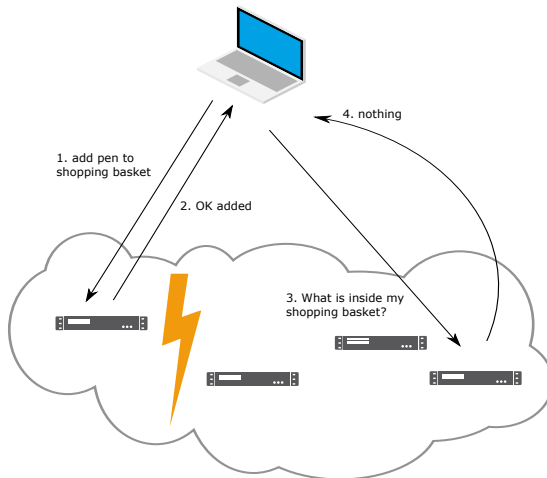 4. nothing
1. add pen to
shopping basket
2. OK added
3. What is inside my
shopping basket?